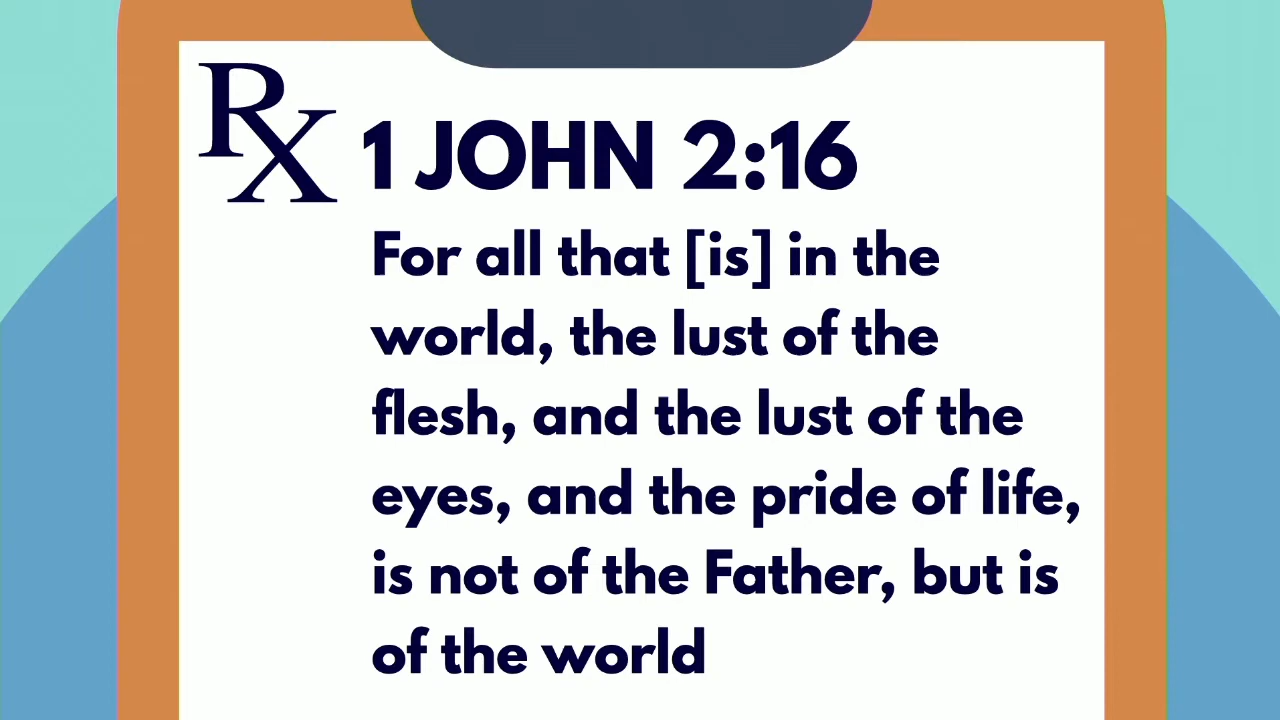 Rx 1 JOHN 2:16
For all that [is] in the
world, the lust of the
flesh, and the lust of the
eyes, and the pride of life,
is not of the Father, but is
of the world